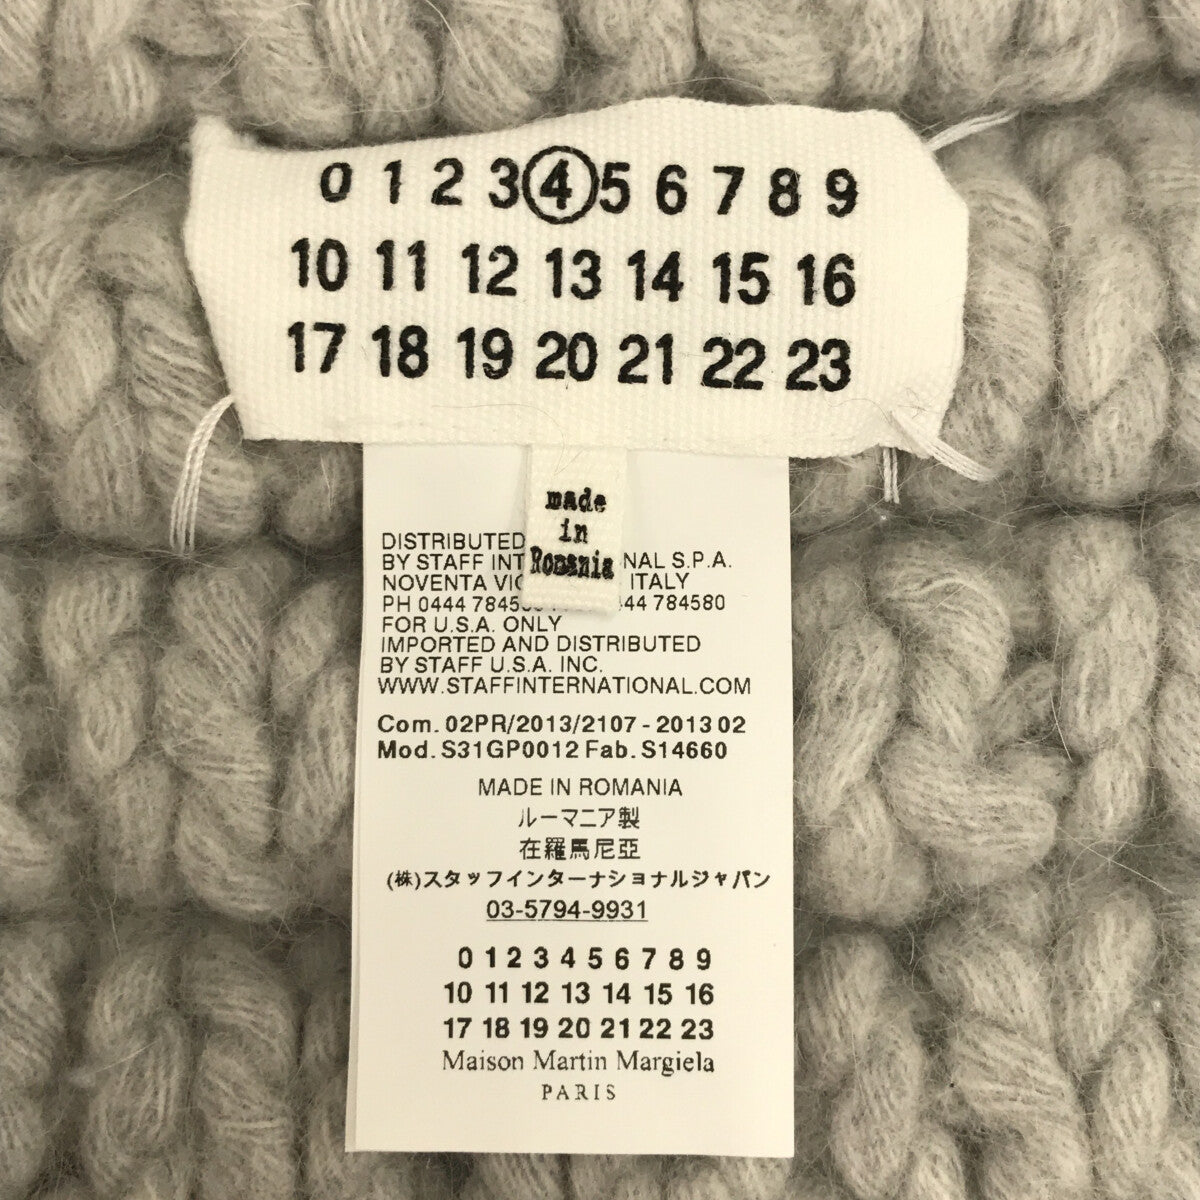 0 1 2 3 4 5 6 7 8 9
10 11 12 13 14 15 16
17 18 19 20 21 22 23
made
in
Romania
DISTRIBUTED
BY STAFF INT NAL S.P.A.
NOVENTA VIC ITALY
PH 0444 7845 44 784580
FOR U.S.A. ONLY
IMPORTED AND DISTRIBUTED
BY STAFF U.S.A. INC.
WWW.STAFFINTERNATIONAL.COM
Com. 02PR/2013/2107 - 2013 02
Mod. S31GP0012 Fab. S14660
MADE IN ROMANIA
ルーマニア製
在羅馬尼亞
(株)スタッフインターナショナルジャパン
03-5794-9931
0 1 2 3 4 5 6 7 8 9
10 11 12 13 14 15 16
17 18 19 20 21 22 23
Maison Martin Margiela
PARIS